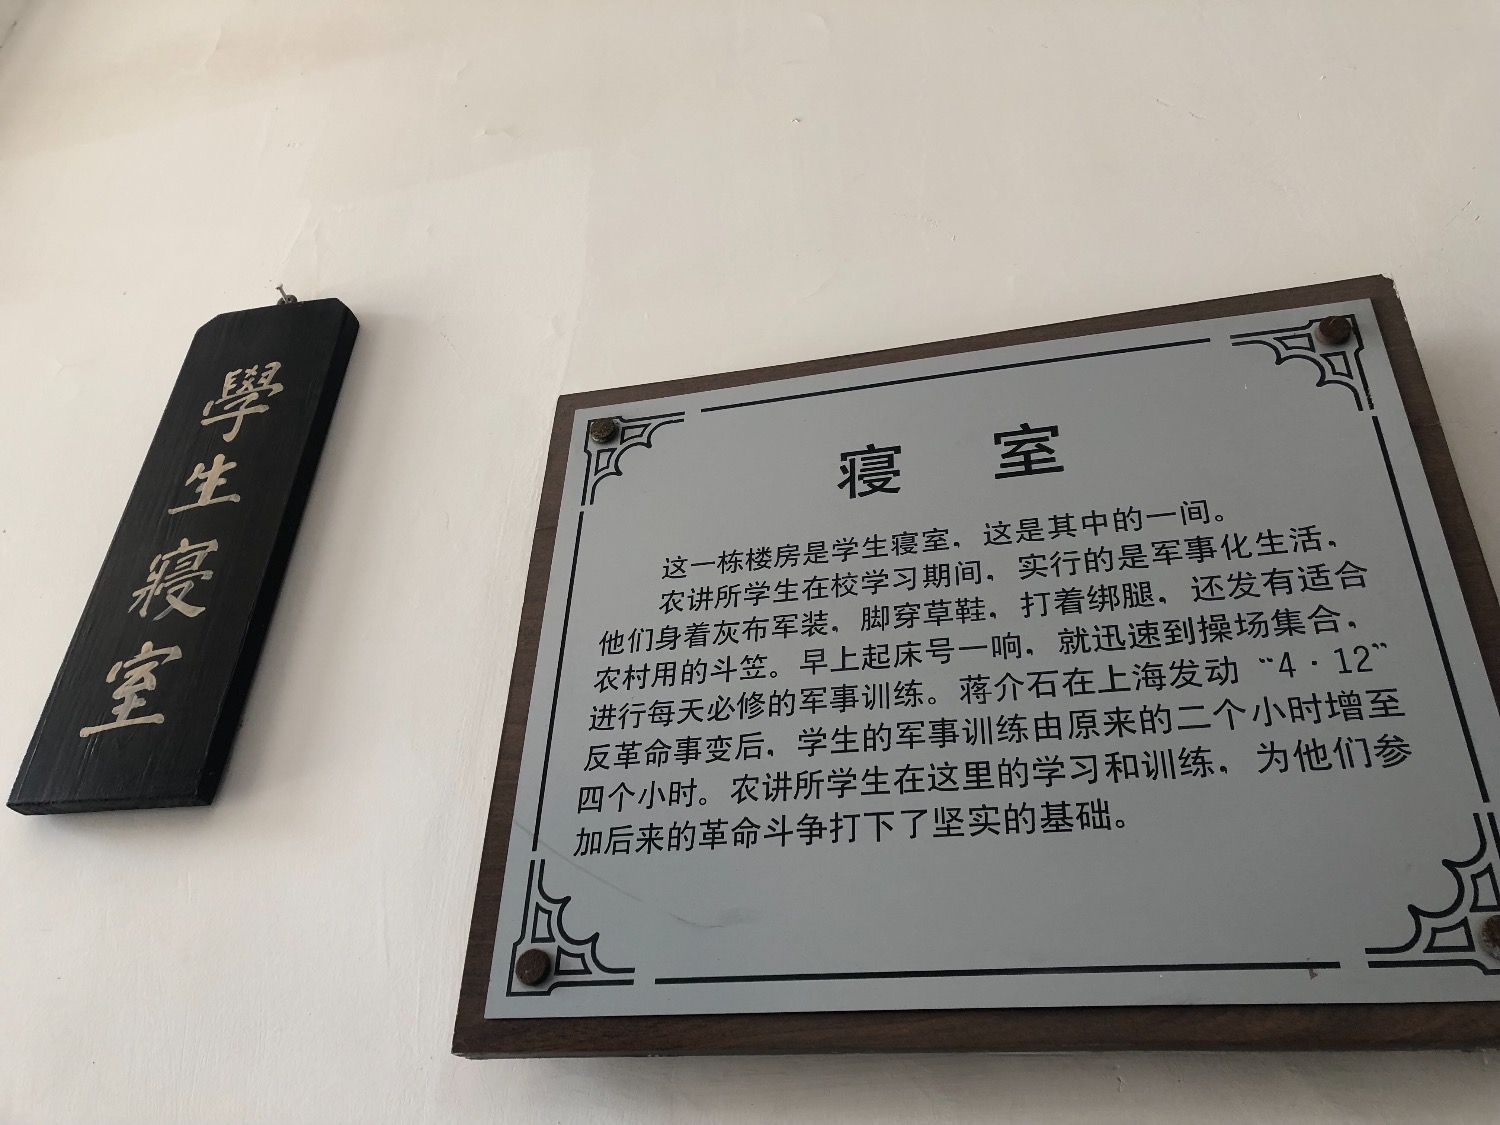 學生寢室
寝室
这一栋楼房是学生寝室，这是其中的一间。
农讲所学生在校学习期间，实行的是军事化生活，
他们身着灰布军装，脚穿草鞋，打着绑腿，还发有适合
农村用的斗笠。早上起床号一响，就迅速到操场集合，
进行每天必修的军事训练。蒋介石在上海发动“4·12”
反革命事变后，学生的军事训练由原来的二个小时增至
四个小时。农讲所学生在这里的学习和训练，为他们参
加后来的革命斗争打下了坚实的基础。